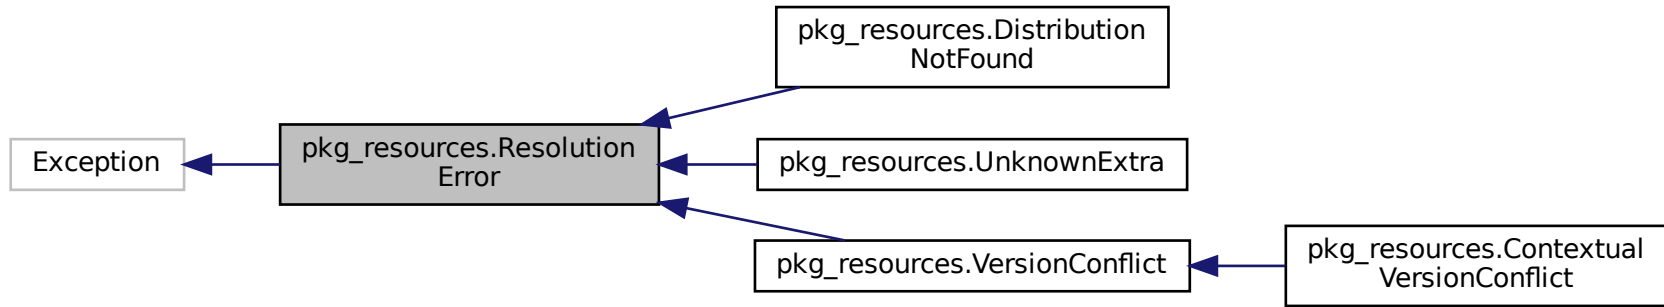 Exception
pkg_resources.Resolution
Error
pkg_resources.Distribution
NotFound
pkg_resources.UnknownExtra
pkg_resources.VersionConflict
pkg_resources.Contextual
VersionConflict